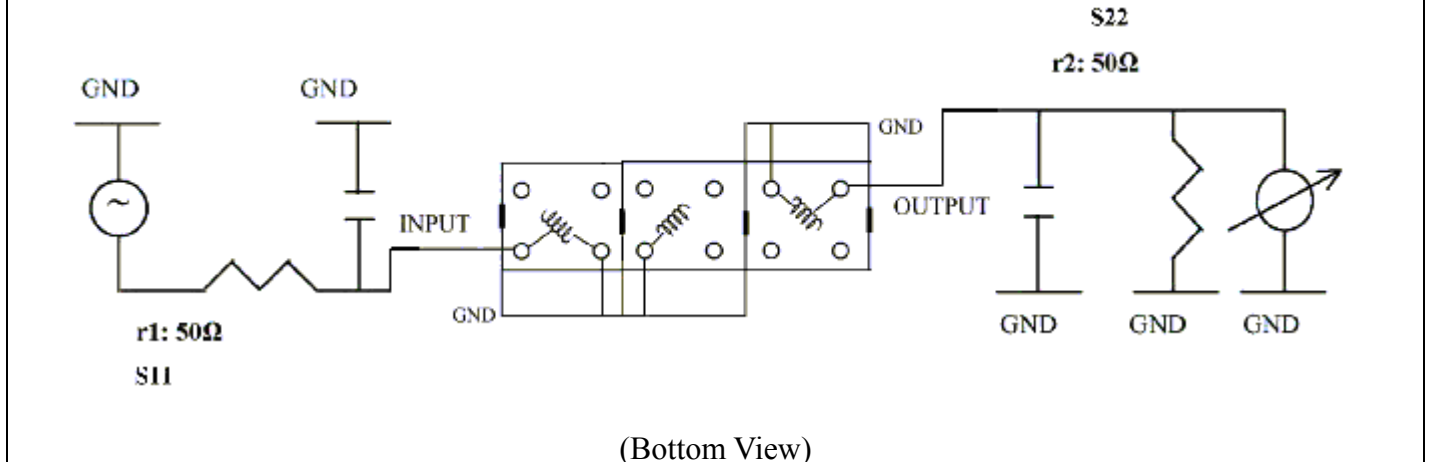 S22
r2: 50Ω
GND
GND
GND
~
INPUT
OUTPUT
GND
r1: 50Ω
S11
GND
GND
GND
(Bottom View)